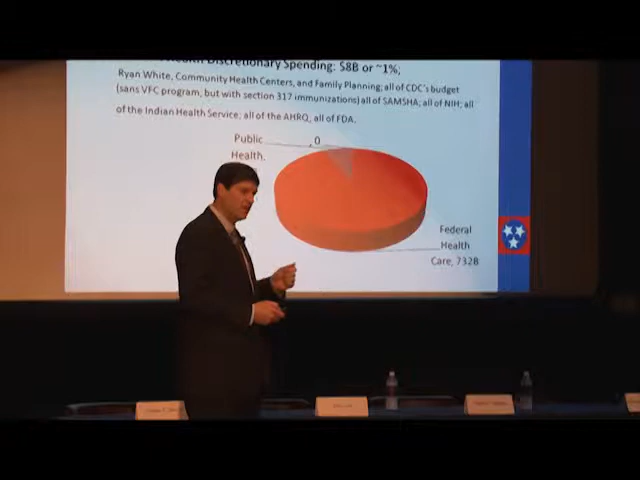 Health Discretionary Spending: 58B or ~1%;
Ryan White, Community Health Centers, and Family Planning; all of CDC's budget
(sans VFC program, but with section 317 immunizations) all of SAMSHA; all of NIH; all
of the Indian Health Service; all of the AHRQ, all of FDA.
Public
Health.
, 0
Federal
Health
Care, 732B